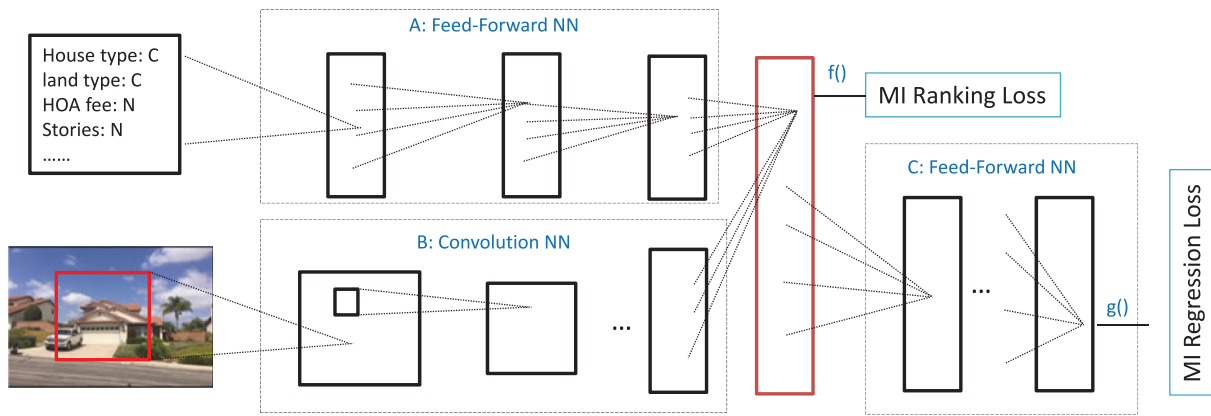 A: Feed-Forward NN
House type: C
land type: C
HOA fee: N
Stories: N
......
f()
MI Ranking Loss
B: Convolution NN
...
C: Feed-Forward NN
...
g()
MI Regression Loss